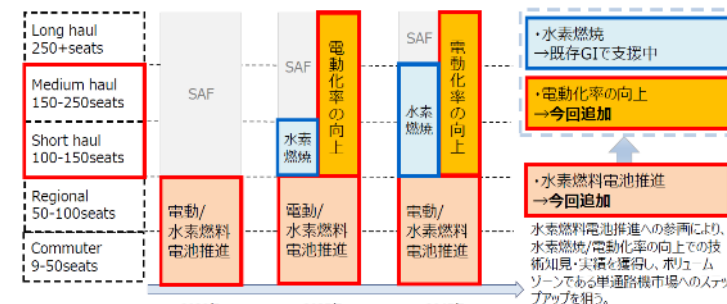 Long haul
250+seats
Medium haul
150-250seats
Short haul
100-150seats
Regional
50-100seats
Commuter
9-50seats
SAF
電動/
水素燃料
電池推進
SAF
水素
燃焼
電動化率の向上
電動/
水素燃料
電池推進
SAF
水素
燃焼
電動化率の向上
電動/
水素燃料
電池推進
・水素燃焼
→既存GIで支援中
・電動化率の向上
→今回追加
・水素燃料電池推進
→今回追加
水素燃料電池推進への参画により、
水素燃焼/電動化率の向上での技
術知見・実績を獲得し、ボリューム
ゾーンである単通路機市場へのステッ
プアップを狙う。